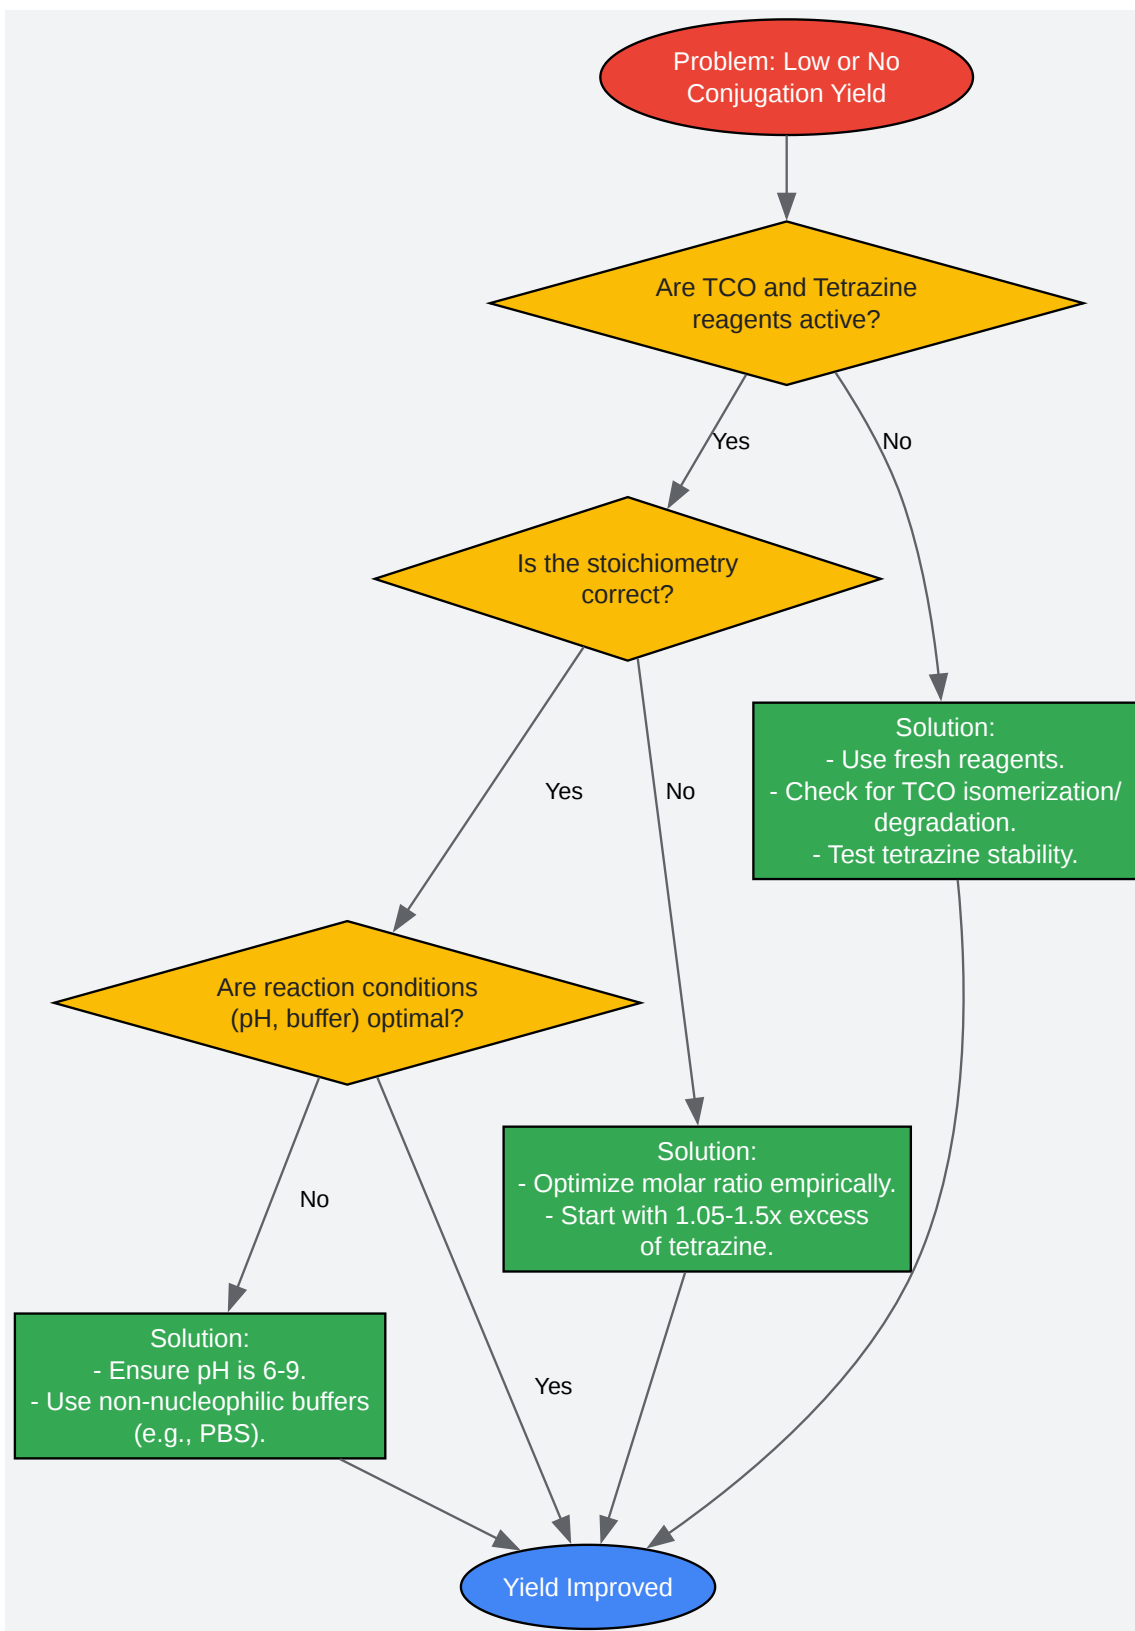 Problem: Low or No
Conjugation Yield
Are TCO and Tetrazine
reagents active?
Yes
No
Is the stoichiometry
correct?
Solution:
- Use fresh reagents.
- Check for TCO isomerization/
degradation.
- Test tetrazine stability.
Yes
No
Are reaction conditions
(pH, buffer) optimal?
Solution:
- Optimize molar ratio empirically.
- Start with 1.05-1.5x excess
of tetrazine.
No
Yes
Solution:
- Ensure pH is 6-9.
- Use non-nucleophilic buffers
(e.g., PBS).
Yield Improved